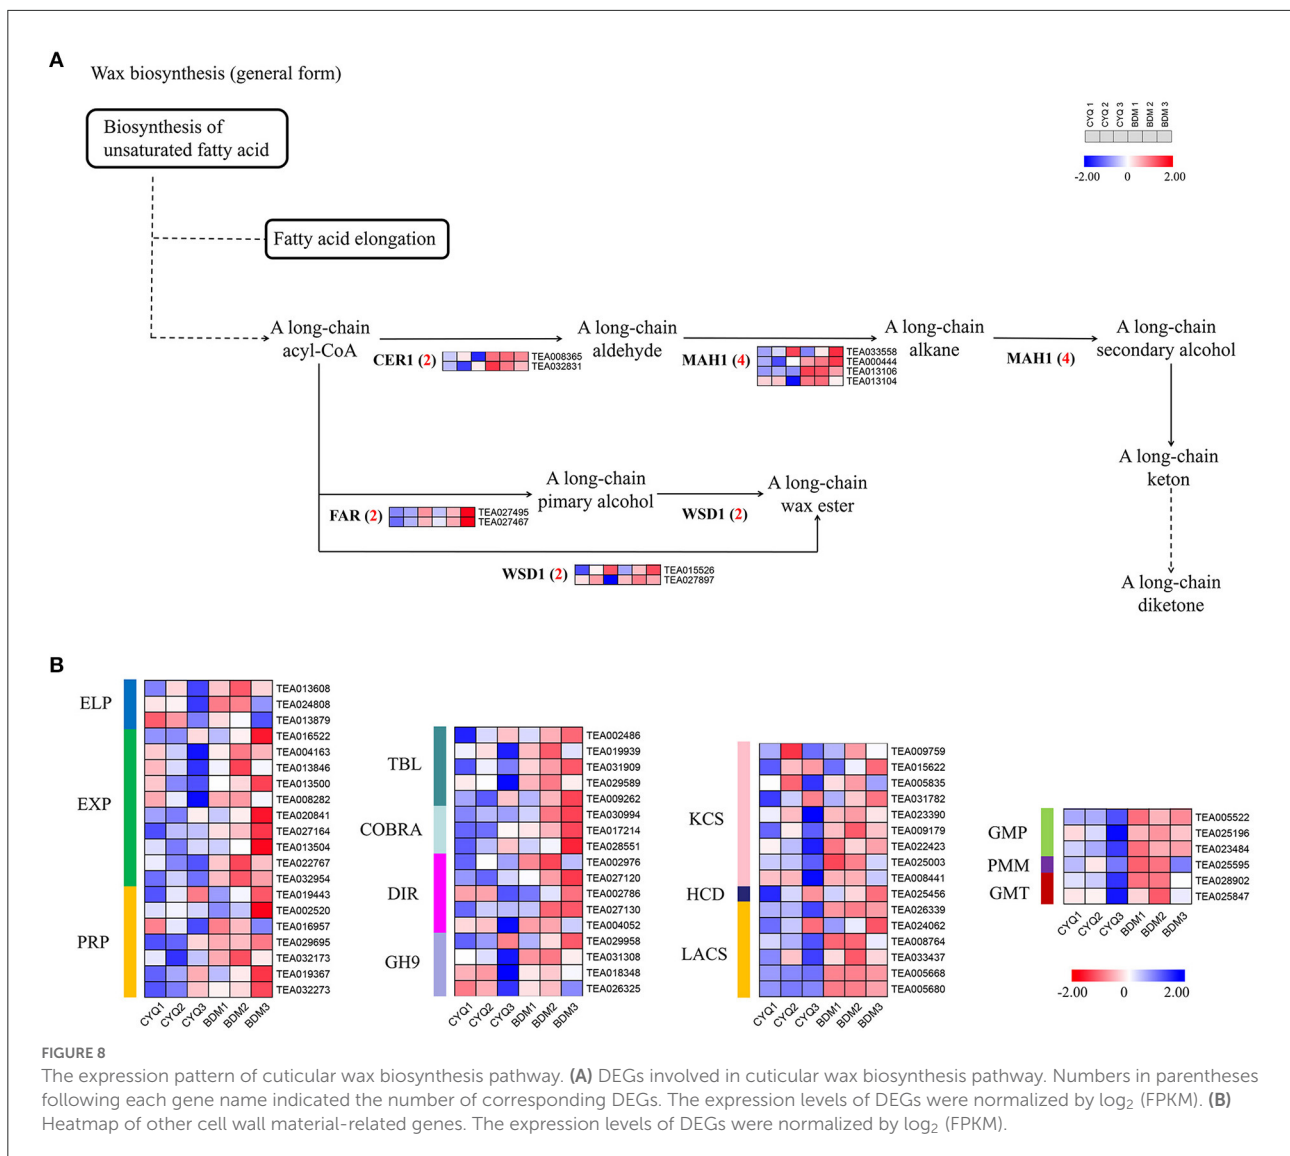 A
Wax biosynthesis (general form)
Biosynthesis of
unsaturated fatty acid
CYQ 1
CYQ 2
CYQ 3
BDM 1
BDM 2
BDM 3
-2.00 0 2.00
Fatty acid elongation
A long-chain
acyl-CoA
CER1 (2)
TEA008365
TEA032831
A long-chain
aldehyde
MAH1 (4)
TEA033558
TEA000444
TEA013106
TEA013104
A long-chain
alkane
MAH1 (4)
A long-chain
secondary alcohol
A long-chain
keton
A long-chain
diketone
FAR (2)
TEA027495
TEA027467
A long-chain
pimary alcohol
WSD1 (2)
A long-chain
wax ester
WSD1 (2)
TEA015526
TEA027897
B
ELP
EXP
PRP
TEA013608
TEA024808
TEA013879
TEA016522
TEA004163
TEA013846
TEA013500
TEA008282
TEA020841
TEA027164
TEA013504
TEA022767
TEA032954
TEA019443
TEA002520
TEA016957
TEA029695
TEA032173
TEA019367
TEA032273
CYQ1 CYQ2 CYQ3 BDM1 BDM2 BDM3
TBL
COBRA
DIR
GH9
TEA002486
TEA019939
TEA031909
TEA029589
TEA009262
TEA030994
TEA017214
TEA028551
TEA002976
TEA027120
TEA002786
TEA027130
TEA004052
TEA029958
TEA031308
TEA018348
TEA026325
CYQ1 CYQ2 CYQ3 BDM1 BDM2 BDM3
KCS
HCD
LACS
TEA009759
TEA015622
TEA005835
TEA031782
TEA023390
TEA009179
TEA022423
TEA025003
TEA008441
TEA025456
TEA026339
TEA024062
TEA008764
TEA033437
TEA005668
TEA005680
CYQ1 CYQ2 CYQ3 BDM1 BDM2 BDM3
GMP
PMM
GMT
TEA005522
TEA025196
TEA023484
TEA025595
TEA028902
TEA025847
CYQ1 CYQ2 CYQ3 BDM1 BDM2 BDM3
-2.00 0 2.00
FIGURE 8
The expression pattern of cuticular wax biosynthesis pathway. (A) DEGs involved in cuticular wax biosynthesis pathway. Numbers in parentheses
following each gene name indicated the number of corresponding DEGs. The expression levels of DEGs were normalized by log₂ (FPKM). (B)
Heatmap of other cell wall material-related genes. The expression levels of DEGs were normalized by log₂ (FPKM).